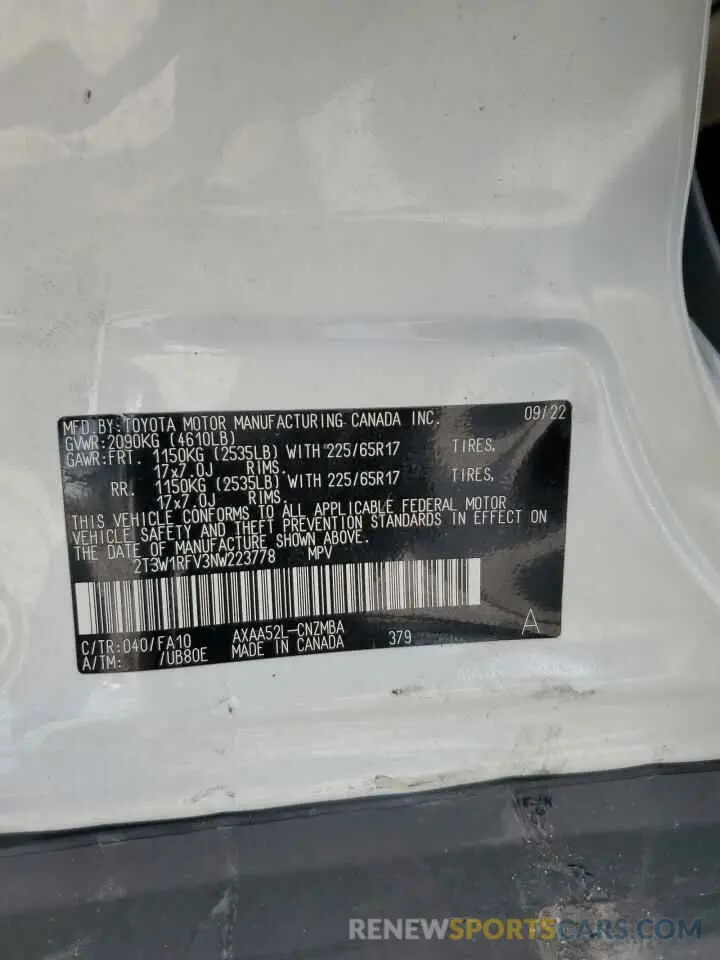 MFD.BY:TOYOTA MOTOR MANUFACTURING CANADA INC. 09/22
GVWR:2090KG (4610LB)
GAWR:FRT. 1150KG (2535LB) WITH 225/65R17 TIRES,
17x7.0J RIMS.
RR. 1150KG (2535LB) WITH 225/65R17 TIRES,
17x7.0J RIMS.
THIS VEHICLE CONFORMS TO ALL APPLICABLE FEDERAL MOTOR
VEHICLE SAFETY AND THEFT PREVENTION STANDARDS IN EFFECT ON
THE DATE OF MANUFACTURE SHOWN ABOVE.
2T3W1RFV3NW223778 MPV
C/TR:040/FA10 AXAA52L-CNZMBA A
A/TM: /UB80E MADE IN CANADA 379
RENEWSPORTSCARS.COM